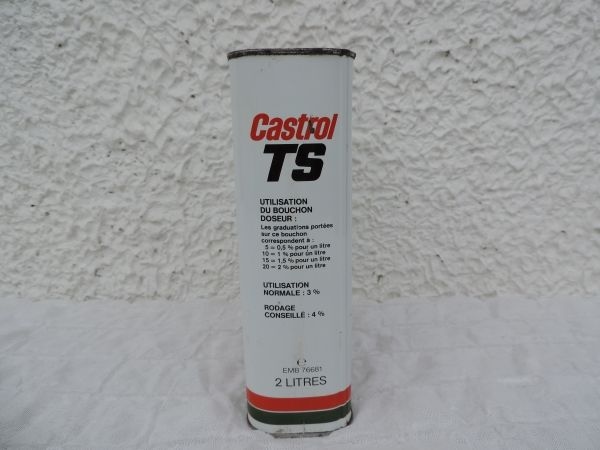 Castrol
TS
UTILISATION
DU BOUCHON
DOSEUR :
Les graduations portées
sur ce bouchon
correspondent a :
5 = 0,5 % pour un litre
10 = 1 % pour un litre
15 = 1,5 % pour un litre
20 = 2 % pour un litre
UTILISATION
NORMALE : 3 %
RODAGE
CONSEILLÉ : 4 %
℮
EMB 76681
2 LITRES